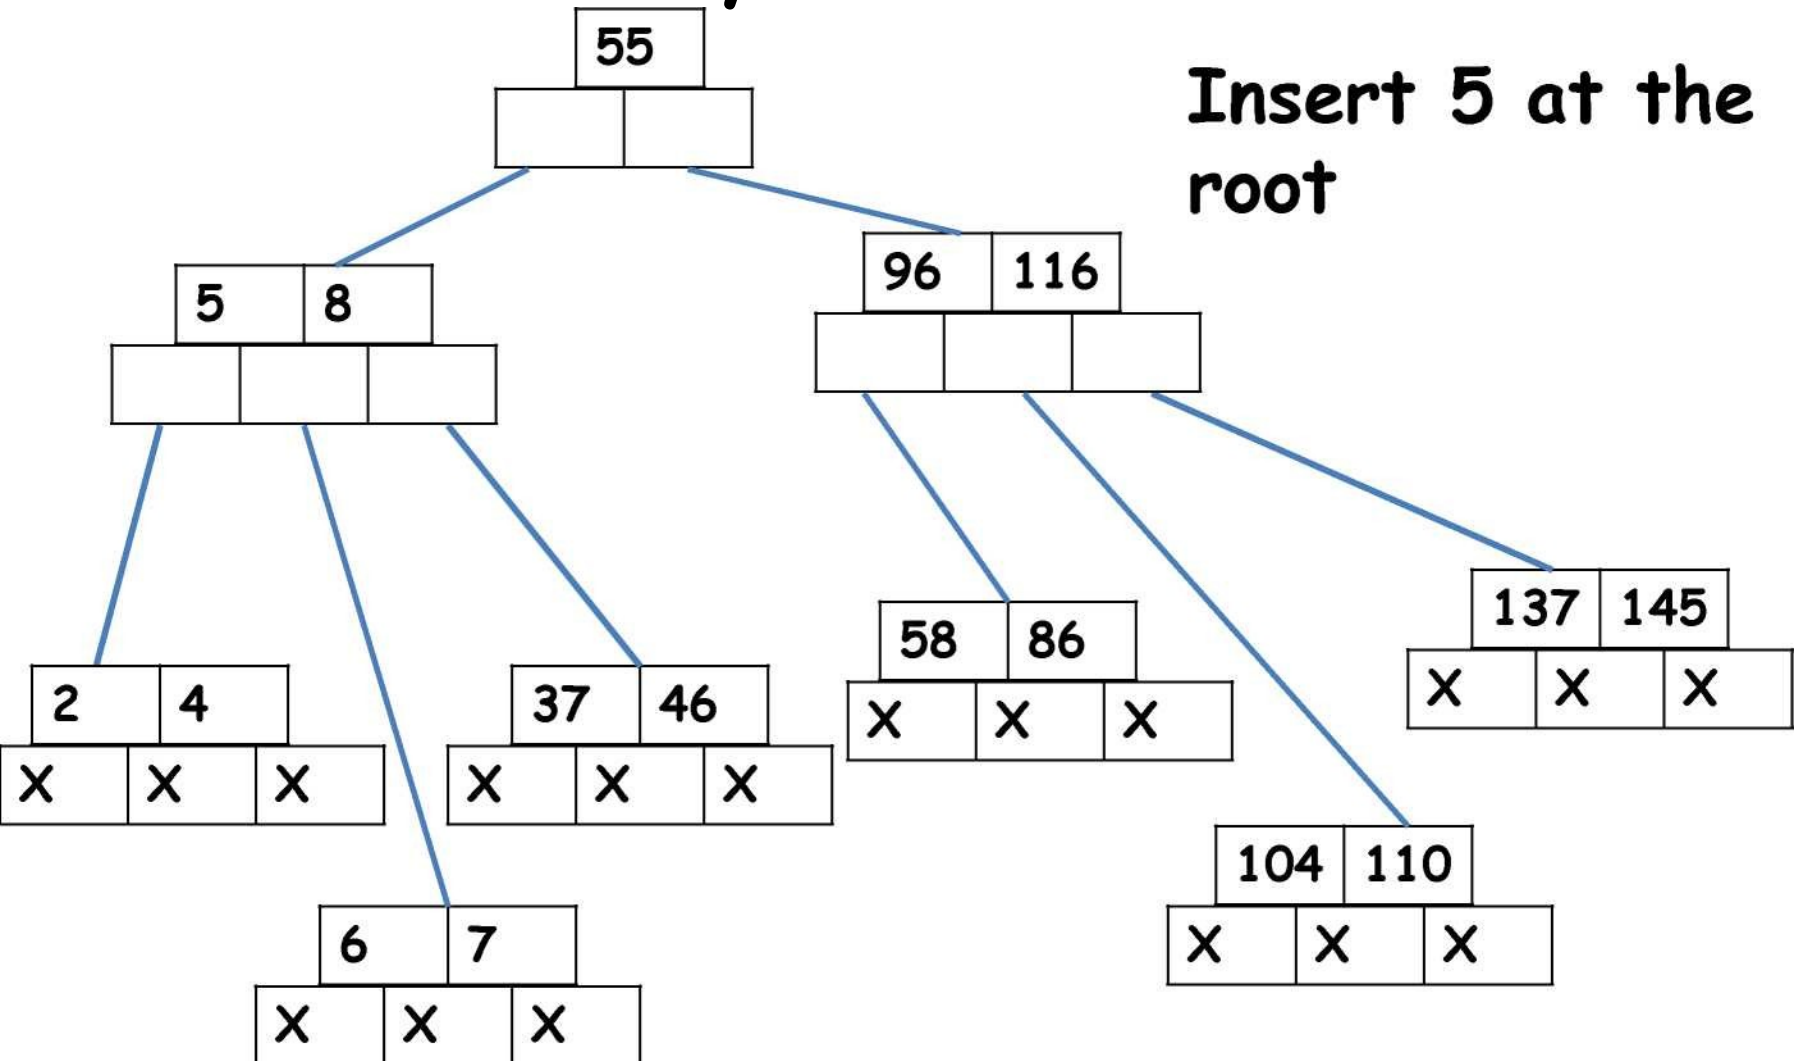 55
Insert 5 at the
root
96 116
5 8
137 145
X X X
58 86
X X X
2 4
X X X
37 46
X X X
104 110
X X X
6 7
X X X